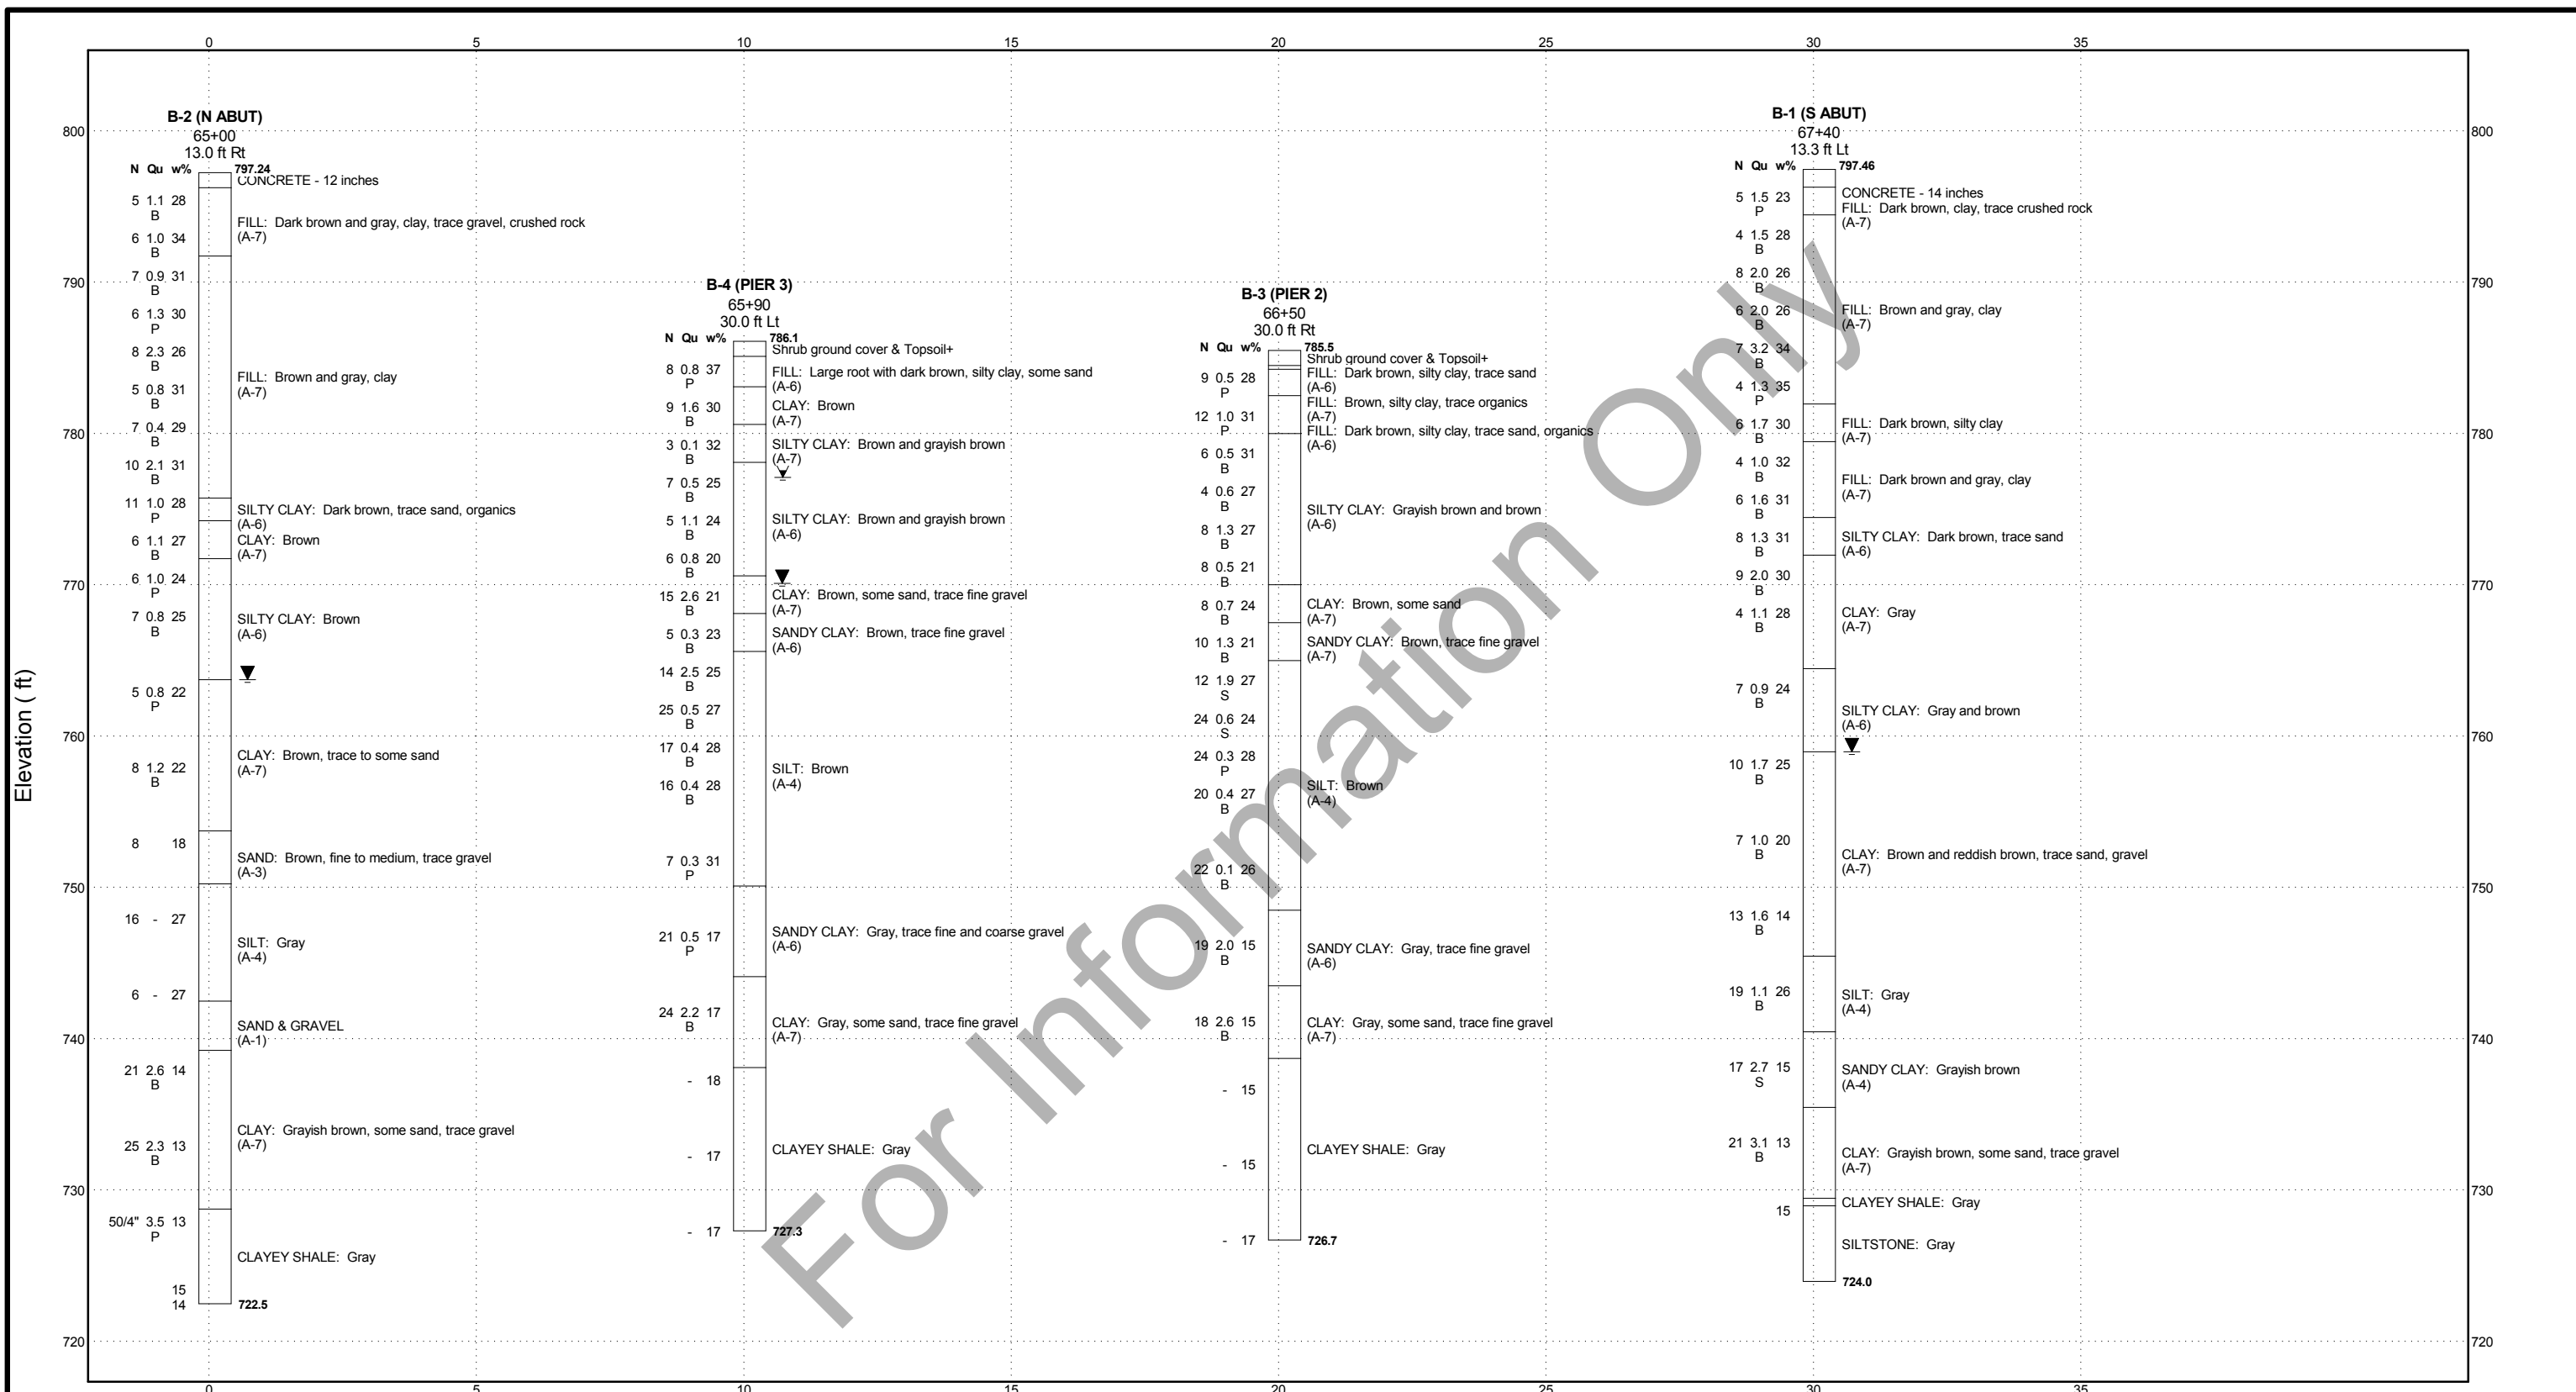 0 5 10 15 20 25 30 35
Elevation ( ft)
800
790
780
770
760
750
740
730
720
B-2 (N ABUT)
65+00
13.0 ft Rt
N Qu w%
797.24
CONCRETE - 12 inches
5 1.1 28
B
FILL: Dark brown and gray, clay, trace gravel, crushed rock
(A-7)
6 1.0 34
B
7 0.9 31
B
6 1.3 30
P
8 2.3 26
B
FILL: Brown and gray, clay
(A-7)
5 0.8 31
B
7 0.4 29
B
10 2.1 31
B
11 1.0 28
P
SILTY CLAY: Dark brown, trace sand, organics
(A-6)
6 1.1 27
B
CLAY: Brown
(A-7)
6 1.0 24
P
7 0.8 25
B
SILTY CLAY: Brown
(A-6)
5 0.8 22
P
8 1.2 22
B
CLAY: Brown, trace to some sand
(A-7)
8 18
SAND: Brown, fine to medium, trace gravel
(A-3)
16 - 27
SILT: Gray
(A-4)
6 - 27
SAND & GRAVEL
(A-1)
21 2.6 14
B
CLAY: Grayish brown, some sand, trace gravel
(A-7)
25 2.3 13
B
50/4" 3.5 13
P
CLAYEY SHALE: Gray
15
14
722.5
B-4 (PIER 3)
65+90
30.0 ft Lt
N Qu w%
786.1
Shrub ground cover & Topsoil+
8 0.8 37
P
FILL: Large root with dark brown, silty clay, some sand
(A-6)
9 1.6 30
B
CLAY: Brown
(A-7)
3 0.1 32
B
SILTY CLAY: Brown and grayish brown
(A-7)
7 0.5 25
B
5 1.1 24
B
SILTY CLAY: Brown and grayish brown
(A-6)
6 0.8 20
B
15 2.6 21
B
CLAY: Brown, some sand, trace fine gravel
(A-7)
5 0.3 23
B
SANDY CLAY: Brown, trace fine gravel
(A-6)
14 2.5 25
B
25 0.5 27
B
17 0.4 28
B
SILT: Brown
(A-4)
16 0.4 28
B
7 0.3 31
P
21 0.5 17
P
SANDY CLAY: Gray, trace fine and coarse gravel
(A-6)
24 2.2 17
B
CLAY: Gray, some sand, trace fine gravel
(A-7)
- 18
- 17
CLAYEY SHALE: Gray
- 17
727.3
B-3 (PIER 2)
66+50
30.0 ft Rt
N Qu w%
785.5
Shrub ground cover & Topsoil+
9 0.5 28
P
FILL: Dark brown, silty clay, trace sand
(A-6)
FILL: Brown, silty clay, trace organics
(A-7)
12 1.0 31
P
FILL: Dark brown, silty clay, trace sand, organics
(A-6)
6 0.5 31
B
4 0.6 27
B
SILTY CLAY: Grayish brown and brown
(A-6)
8 1.3 27
B
8 0.5 21
B
8 0.7 24
B
CLAY: Brown, some sand
(A-7)
10 1.3 21
B
SANDY CLAY: Brown, trace fine gravel
(A-7)
12 1.9 27
S
24 0.6 24
S
24 0.3 28
P
20 0.4 27
B
SILT: Brown
(A-4)
22 0.1 26
B
19 2.0 15
B
SANDY CLAY: Gray, trace fine gravel
(A-6)
18 2.6 15
B
CLAY: Gray, some sand, trace fine gravel
(A-7)
- 15
- 15
CLAYEY SHALE: Gray
- 17
726.7
B-1 (S ABUT)
67+40
13.3 ft Lt
N Qu w%
797.46
5 1.5 23
P
CONCRETE - 14 inches
FILL: Dark brown, clay, trace crushed rock
(A-7)
4 1.5 28
B
8 2.0 26
B
6 2.0 26
B
FILL: Brown and gray, clay
(A-7)
7 3.2 34
B
4 1.3 35
P
6 1.7 30
B
FILL: Dark brown, silty clay
(A-7)
4 1.0 32
B
FILL: Dark brown and gray, clay
(A-7)
6 1.6 31
B
8 1.3 31
B
SILTY CLAY: Dark brown, trace sand
(A-6)
9 2.0 30
B
4 1.1 28
B
CLAY: Gray
(A-7)
7 0.9 24
B
SILTY CLAY: Gray and brown
(A-6)
10 1.7 25
B
7 1.0 20
B
CLAY: Brown and reddish brown, trace sand, gravel
(A-7)
13 1.6 14
B
19 1.1 26
B
SILT: Gray
(A-4)
17 2.7 15
S
SANDY CLAY: Grayish brown
(A-4)
21 3.1 13
B
CLAY: Grayish brown, some sand, trace gravel
(A-7)
15
CLAYEY SHALE: Gray
SILTSTONE: Gray
724.0
800
790
780
770
760
750
740
730
720
For Information Only
0 5 10 15 20 25 30 35